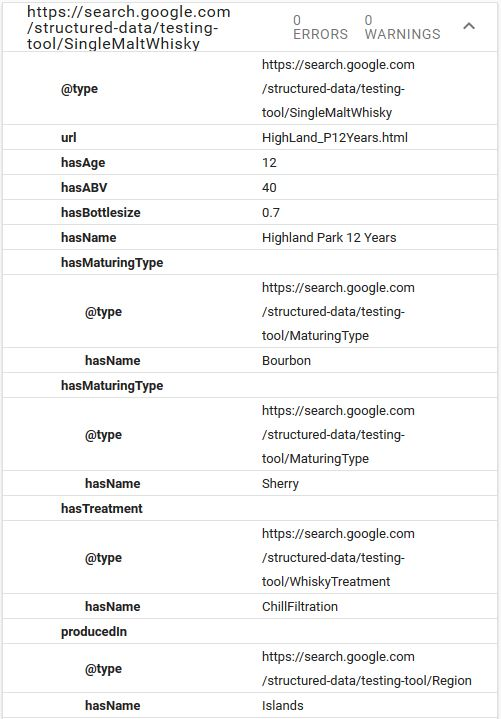 https://search.google.com
/structured-data/testing-
tool/SingleMaltWhisky
0
ERRORS
0
WARNINGS
@type
https://search.google.com
/structured-data/testing-
tool/SingleMaltWhisky
url HighLand_P12Years.html
hasAge 12
hasABV 40
hasBottlesize 0.7
hasName Highland Park 12 Years
hasMaturingType
@type
https://search.google.com
/structured-data/testing-
tool/MaturingType
hasName Bourbon
hasMaturingType
@type
https://search.google.com
/structured-data/testing-
tool/MaturingType
hasName Sherry
hasTreatment
@type
https://search.google.com
/structured-data/testing-
tool/WhiskyTreatment
hasName ChillFiltration
producedIn
@type
https://search.google.com
/structured-data/testing-tool/Region
hasName Islands